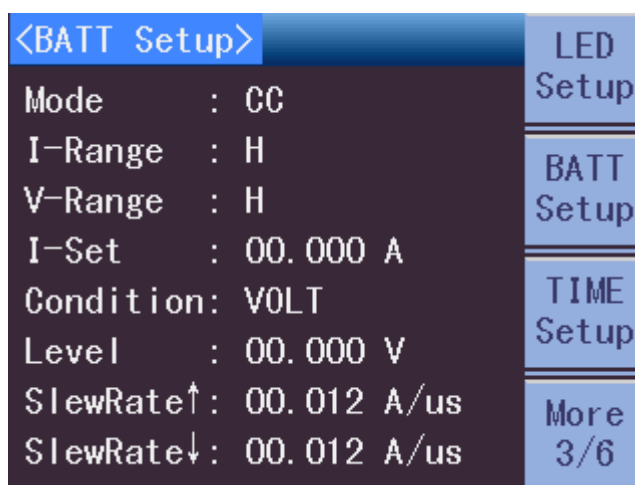 <BATT Setup>
Mode : CC
I-Range : H
V-Range : H
I-Set : 00.000 A
Condition: VOLT
Level : 00.000 V
SlewRate↑: 00.012 A/us
SlewRate↓: 00.012 A/us
LED
Setup
BATT
Setup
TIME
Setup
More
3/6